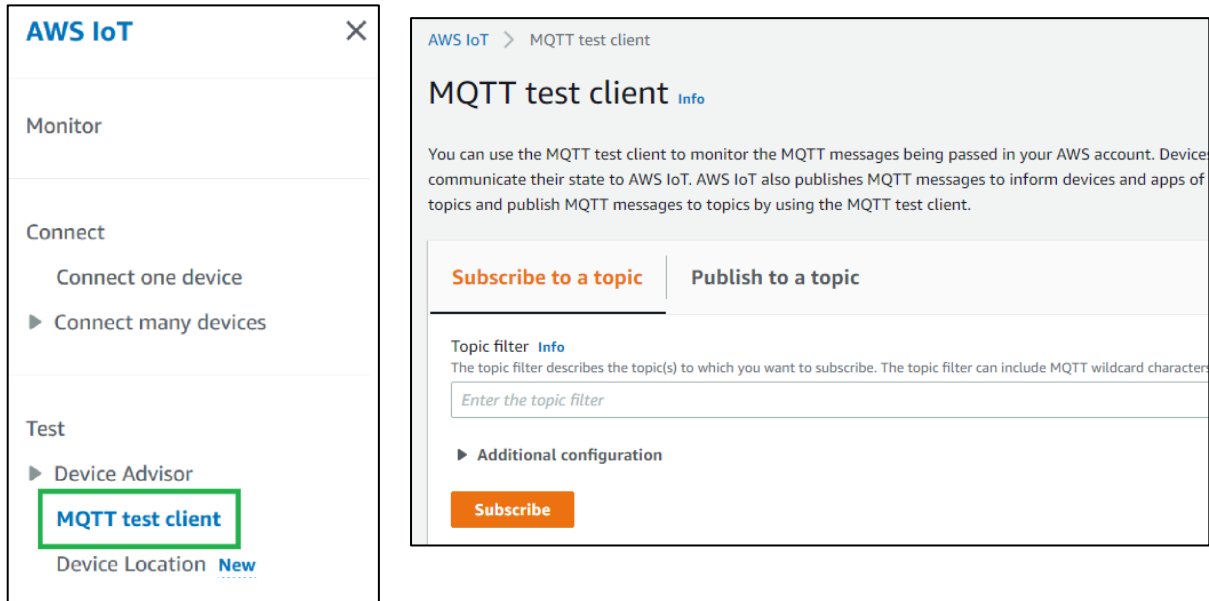 AWS IoT
Monitor
Connect
Connect one device
Connect many devices
Test
Device Advisor
MQTT test client
Device Location New
AWS IoT > MQTT test client
MQTT test client Info
You can use the MQTT test client to monitor the MQTT messages being passed in your AWS account. Devices
communicate their state to AWS IoT. AWS IoT also publishes MQTT messages to inform devices and apps of
topics and publish MQTT messages to topics by using the MQTT test client.
Subscribe to a topic Publish to a topic
Topic filter Info
The topic filter describes the topic(s) to which you want to subscribe. The topic filter can include MQTT wildcard characters
Enter the topic filter
Additional configuration
Subscribe